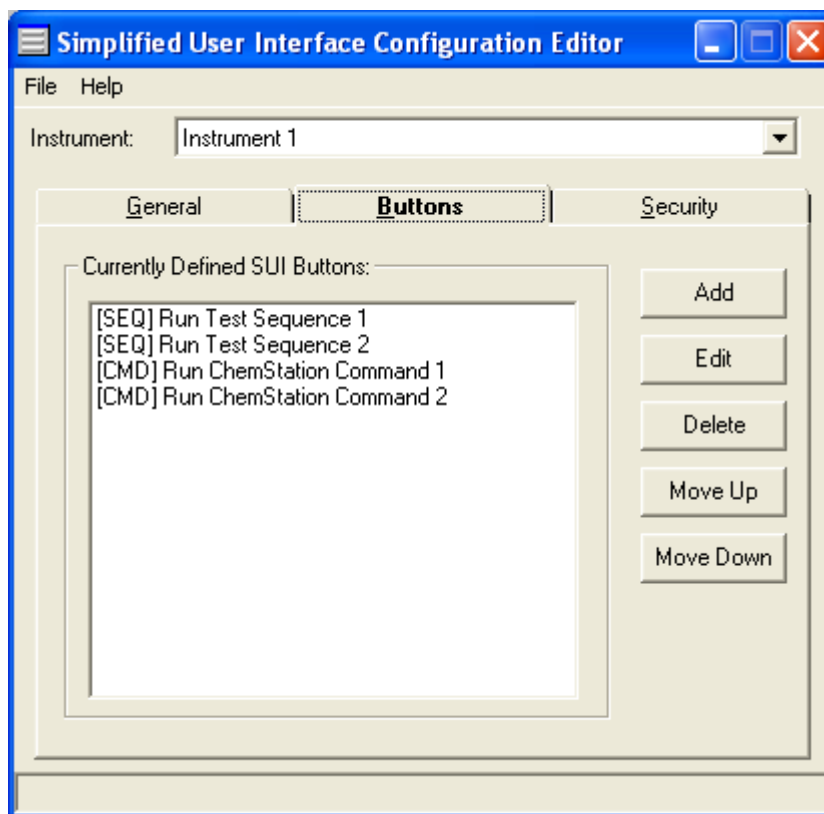 Simplified User Interface Configuration Editor
File Help
Instrument: Instrument 1
General Buttons Security
Currently Defined SUI Buttons:
[SEQ] Run Test Sequence 1
[SEQ] Run Test Sequence 2
[CMD] Run ChemStation Command 1
[CMD] Run ChemStation Command 2
Add
Edit
Delete
Move Up
Move Down